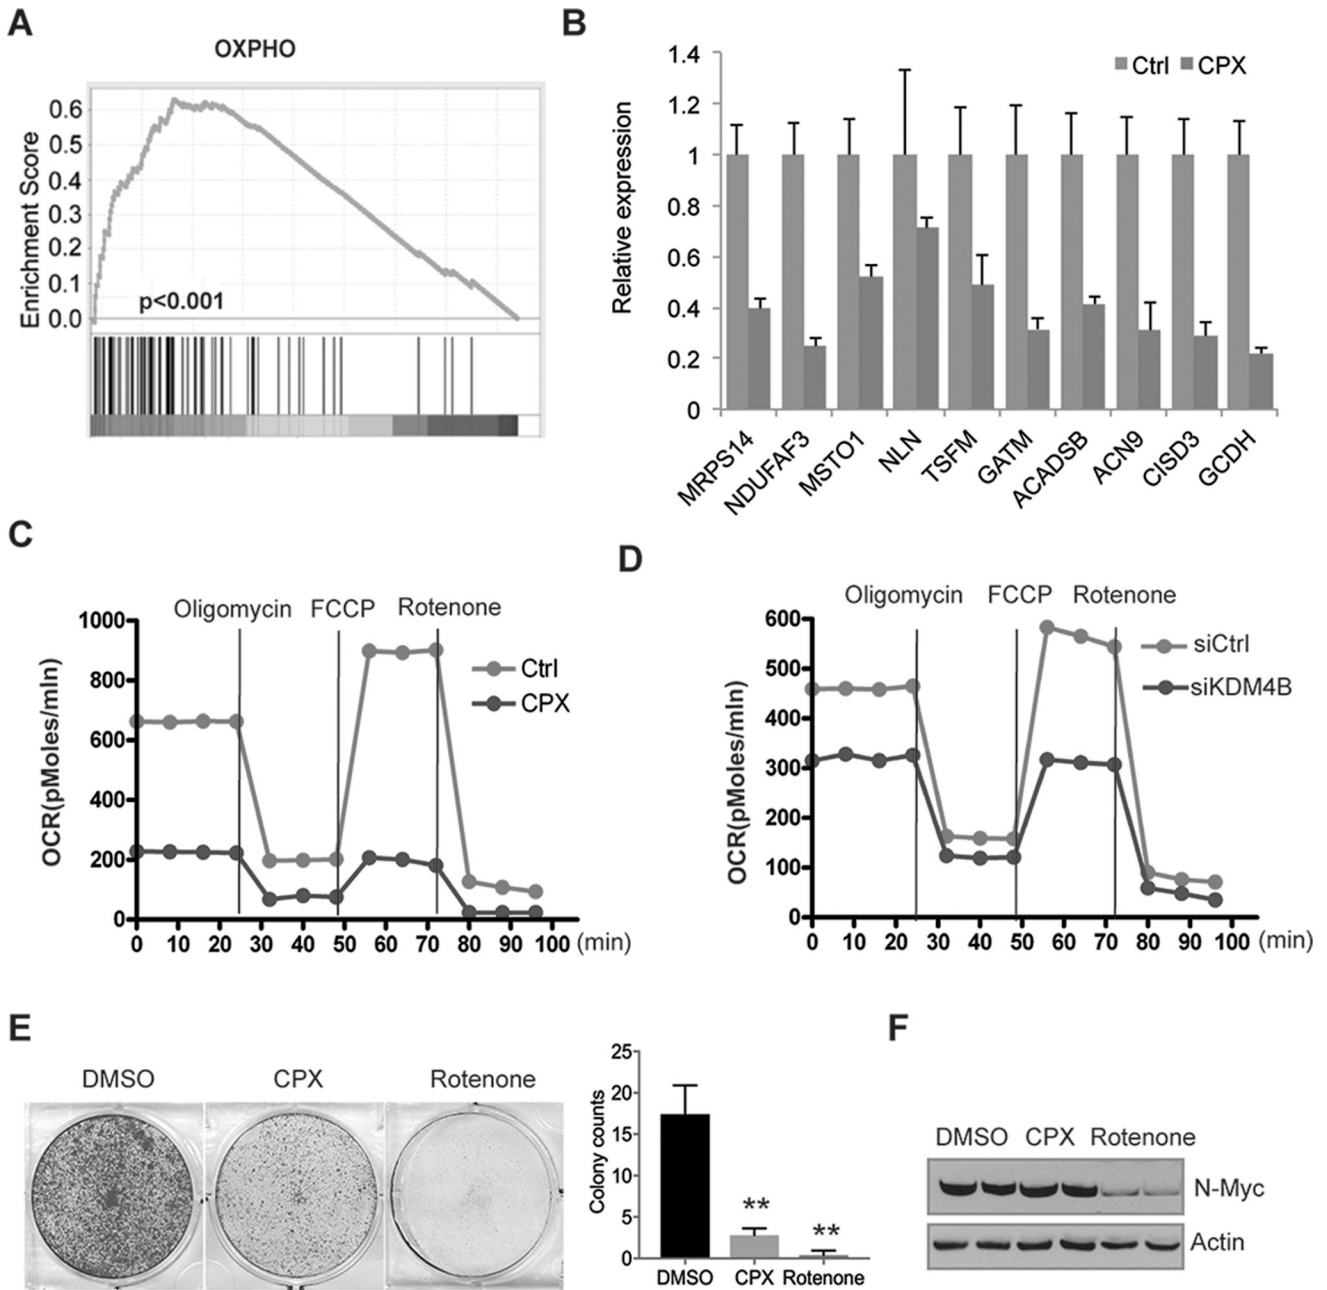 A
OXPHO
Enrichment Score
0.6
0.5
0.4
0.3
0.2
0.1
0.0
p<0.001
B
Relative expression
1.4
1.2
1
0.8
0.6
0.4
0.2
0
Ctrl CPX
MRPS14 NDUFAF3 MSTO1 NLN TSFM GATM ACADSB ACN9 CISD3 GCDH
C
Oligomycin FCCP Rotenone
OCR(pMoles/mln)
1000
800
600
400
200
0
Ctrl
CPX
0 10 20 30 40 50 60 70 80 90 100 (min)
D
Oligomycin FCCP Rotenone
OCR(pMoles/mln)
600
500
400
300
200
100
0
siCtrl
siKDM4B
0 10 20 30 40 50 60 70 80 90 100 (min)
E
DMSO CPX Rotenone
Colony counts
25
20
15
10
5
0
** **
DMSO CPX Rotenone
F
DMSO CPX Rotenone
N-Myc
Actin